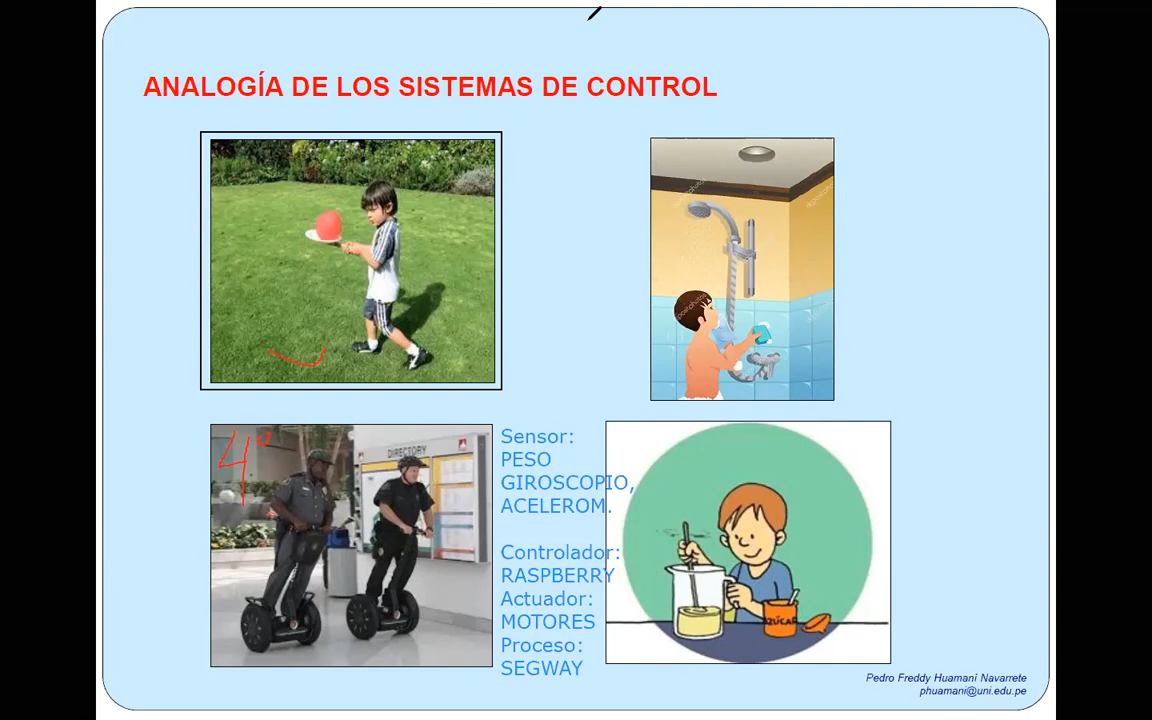 ANALOGÍA DE LOS SISTEMAS DE CONTROL
4°
DIRECTORY
Sensor:
PESO
GIROSCOPIO,
ACELEROM.
Controlador:
RASPBERRY
Actuador:
MOTORES
Proceso:
SEGWAY
AZÚCAR
Pedro Freddy Huamaní Navarrete
phuamani@uni.edu.pe